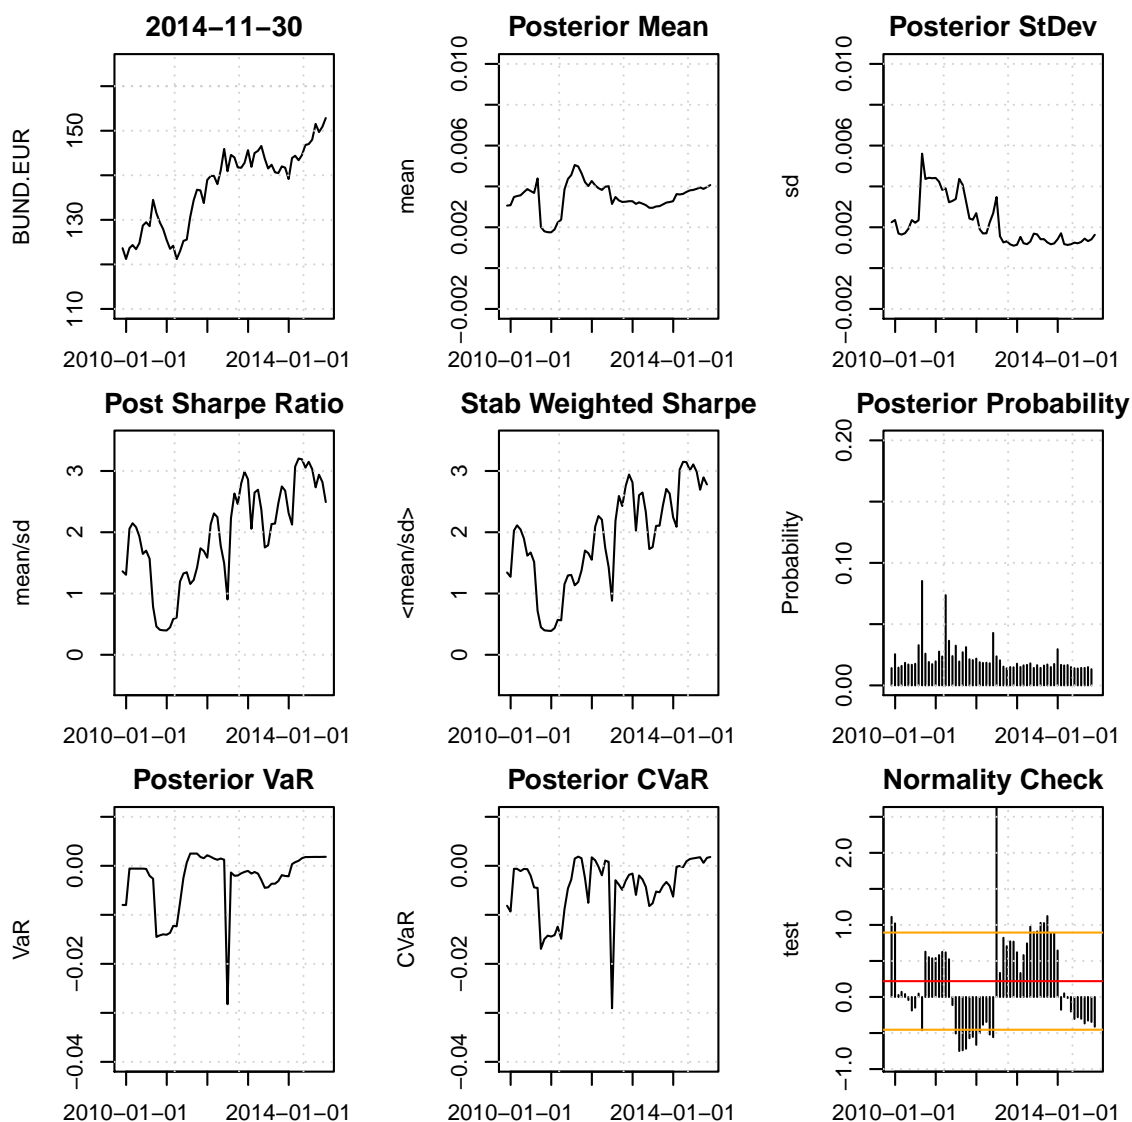 2014−11−30
BUND.EUR
110 130 150
2010−01−01 2014−01−01
Posterior Mean
mean
−0.002 0.002 0.006 0.010
2010−01−01 2014−01−01
Posterior StDev
sd
−0.002 0.002 0.006 0.010
2010−01−01 2014−01−01
Post Sharpe Ratio
mean/sd
0 1 2 3
2010−01−01 2014−01−01
Stab Weighted Sharpe
<mean/sd>
0 1 2 3
2010−01−01 2014−01−01
Posterior Probability
Probability
0.00 0.10 0.20
2010−01−01 2014−01−01
Posterior VaR
VaR
−0.04 −0.02 0.00
2010−01−01 2014−01−01
Posterior CVaR
CVaR
−0.04 −0.02 0.00
2010−01−01 2014−01−01
Normality Check
test
−1.0 0.0 1.0 2.0
2010−01−01 2014−01−01